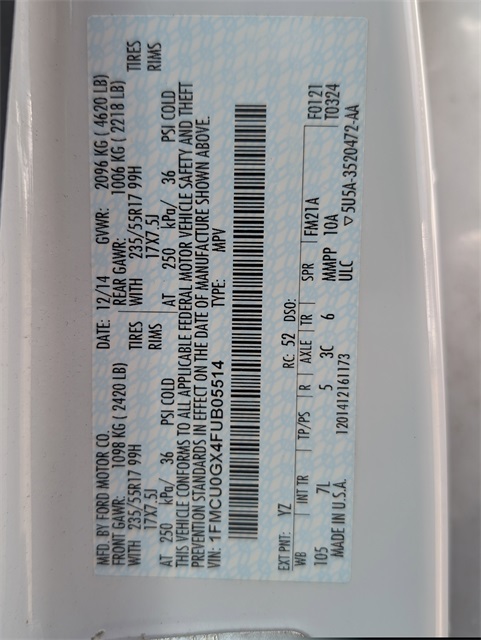 MFD. BY FORD MOTOR CO. DATE: 12/14 GVWR: 2096 KG ( 4620 LB)
FRONT GAWR: 1098 KG ( 2420 LB) REAR GAWR: 1006 KG ( 2218 LB)
WITH 235/55R17 99H WITH 235/55R17 99H TIRES
17X7.5J RIMS 17X7.5J RIMS
AT 250 kPa/ 36 PSI COLD AT 250 kPa/ 36 PSI COLD
THIS VEHICLE CONFORMS TO ALL APPLICABLE FEDERAL MOTOR VEHICLE SAFETY AND THEFT
PREVENTION STANDARDS IN EFFECT ON THE DATE OF MANUFACTURE SHOWN ABOVE.
VIN: 1FMCU0GX4FUB05514 TYPE: MPV
EXT PNT: YZ RC: 52 DSO: F0121
WB INT TR TP/PS R AXLE TR SPR FM21A T0324
105 7L 5 3C 6 MMPP 10A
MADE IN U.S.A. 1201412161173 ULC ▽5U5A-3520472-AA